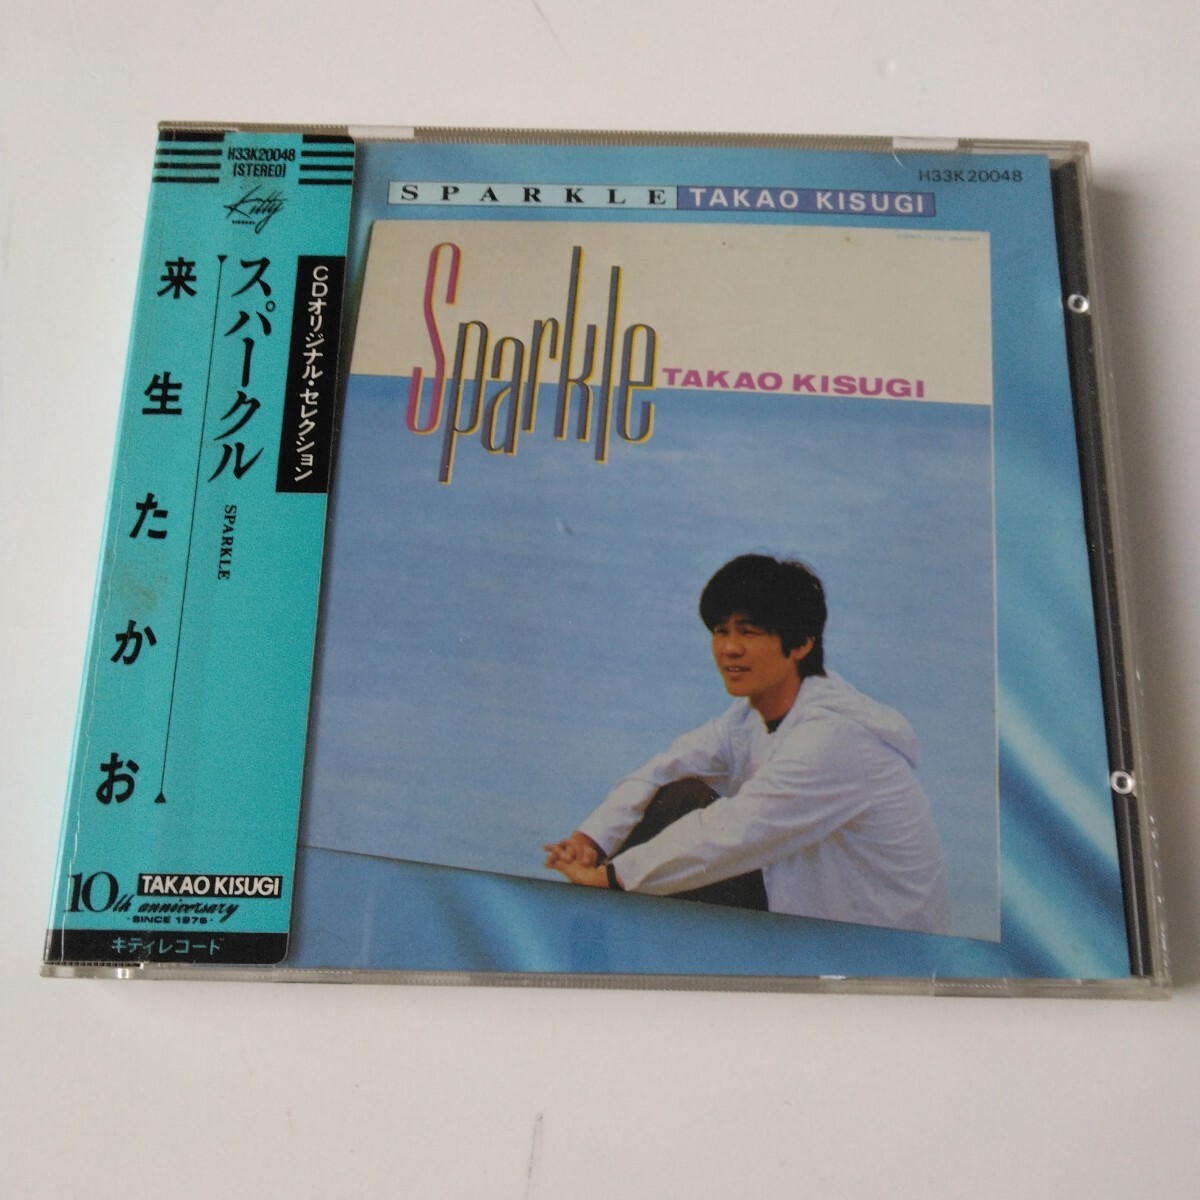 H33K20048
(STEREO)
Kitty
スパークル
SPARKLE
CDオリジナル・セレクション
来生たかお
10th anniversary
TAKAO KISUGI
·SINCE 1976·
キティレコード
H33K20048
SPARKLE TAKAO KISUGI
Sparkle
TAKAO KISUGI